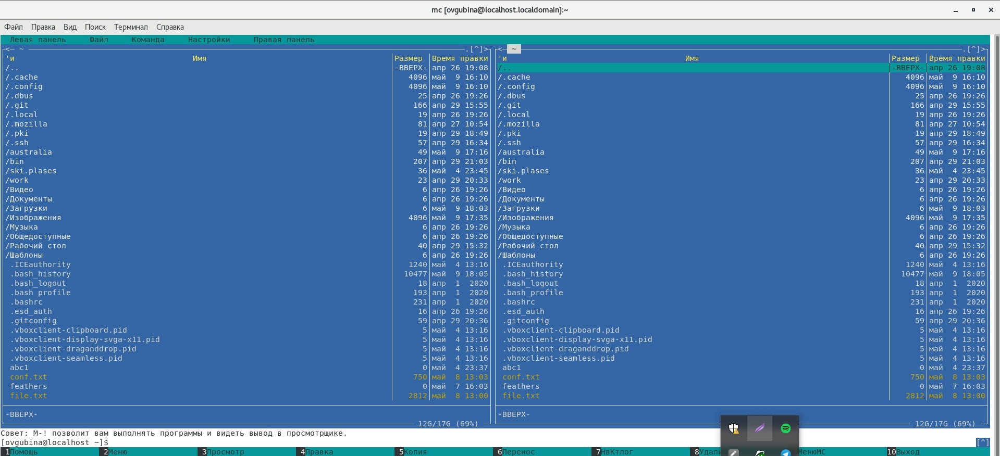 mc [ovgubina@localhost.localdomain]:~
Файл Правка Вид Поиск Терминал Справка
Левая панель Файл Команда Настройки Правая панель
<─ ~ .[^]> <─ ~ .[^]>
'и Имя Размер Время правки 'и Имя Размер Время правки
/.. -ВВЕРХ- апр 26 19:08 /.. -ВВЕРХ- апр 26 19:08
/.cache 4096 май 9 16:10 /.cache 4096 май 9 16:10
/.config 4096 май 9 16:10 /.config 4096 май 9 16:10
/.dbus 25 апр 26 19:26 /.dbus 25 апр 26 19:26
/.git 166 апр 29 15:55 /.git 166 апр 29 15:55
/.local 19 апр 26 19:26 /.local 19 апр 26 19:26
/.mozilla 81 апр 27 10:54 /.mozilla 81 апр 27 10:54
/.pki 19 апр 29 18:49 /.pki 19 апр 29 18:49
/.ssh 57 апр 29 16:34 /.ssh 57 апр 29 16:34
/australia 49 май 9 17:16 /australia 49 май 9 17:16
/bin 207 апр 29 21:03 /bin 207 апр 29 21:03
/ski.plases 36 май 4 23:45 /ski.plases 36 май 4 23:45
/work 23 апр 29 20:33 /work 23 апр 29 20:33
/Видео 6 апр 26 19:26 /Видео 6 апр 26 19:26
/Документы 6 апр 26 19:26 /Документы 6 апр 26 19:26
/Загрузки 6 май 9 18:03 /Загрузки 6 май 9 18:03
/Изображения 4096 май 9 17:35 /Изображения 4096 май 9 17:35
/Музыка 6 апр 26 19:26 /Музыка 6 апр 26 19:26
/Общедоступные 6 апр 26 19:26 /Общедоступные 6 апр 26 19:26
/Рабочий стол 40 апр 29 15:32 /Рабочий стол 40 апр 29 15:32
/Шаблоны 6 апр 26 19:26 /Шаблоны 6 апр 26 19:26
.ICEauthority 1240 май 4 13:16 .ICEauthority 1240 май 4 13:16
.bash_history 10477 май 9 18:05 .bash_history 10477 май 9 18:05
.bash_logout 18 апр 1 2020 .bash_logout 18 апр 1 2020
.bash_profile 193 апр 1 2020 .bash_profile 193 апр 1 2020
.bashrc 231 апр 1 2020 .bashrc 231 апр 1 2020
.esd_auth 16 апр 26 19:26 .esd_auth 16 апр 26 19:26
.gitconfig 59 апр 29 20:36 .gitconfig 59 апр 29 20:36
.vboxclient-clipboard.pid 5 май 4 13:16 .vboxclient-clipboard.pid 5 май 4 13:16
.vboxclient-display-svga-x11.pid 5 май 4 13:16 .vboxclient-display-svga-x11.pid 5 май 4 13:16
.vboxclient-draganddrop.pid 5 май 4 13:16 .vboxclient-draganddrop.pid 5 май 4 13:16
.vboxclient-seamless.pid 5 май 4 13:16 .vboxclient-seamless.pid 5 май 4 13:16
abc1 0 май 4 23:37 abc1 0 май 4 23:37
conf.txt 750 май 8 13:03 conf.txt 750 май 8 13:03
feathers 0 май 7 16:03 feathers 0 май 7 16:03
file.txt 2812 май 8 13:00 file.txt 2812 май 8 13:00
-ВВЕРХ- -ВВЕРХ-
12G/17G (69%) 12G/17G (69%)
Совет: M-! позволит вам выполнять программы и видеть вывод в просмотрщике.
[ovgubina@localhost ~]$ [^]
1Помощь 2Меню 3Просмотр 4Правка 5Копия 6Перенос 7НвКтлог 8Удал МенюМС 10Выход